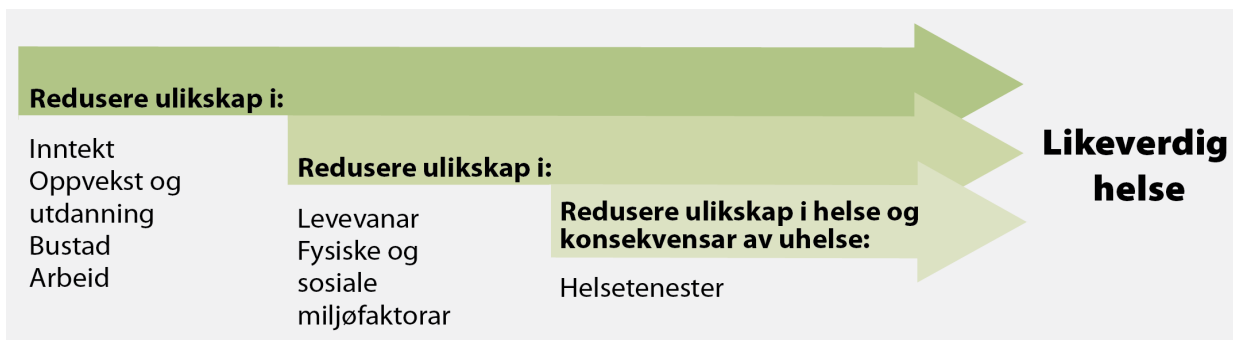 Redusere ulikskap i:
Inntekt
Oppvekst og
utdanning
Bustad
Arbeid
Redusere ulikskap i:
Levevanar
Fysiske og
sosiale
miljøfaktorar
Redusere ulikskap i helse og
konsekvensar av uhelse:
Helsetenester
Likeverdig
helse